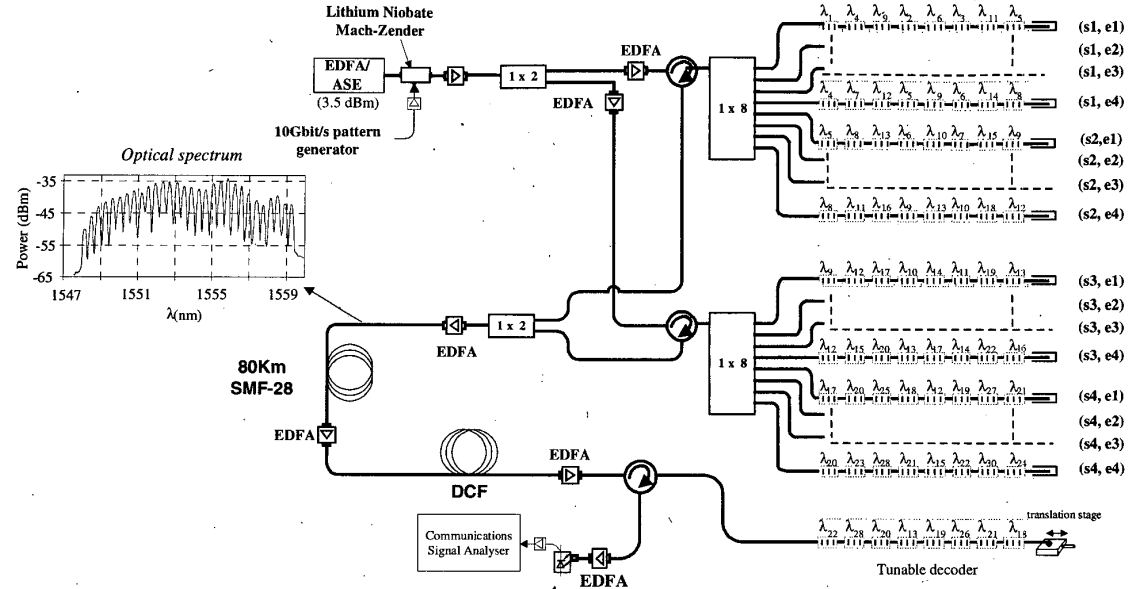 Lithium Niobate
Mach-Zender
EDFA/
ASE
(3.5 dBm)
10Gbit/s pattern
generator
1 x 2
EDFA
EDFA
1 x 8
λ1 λ4 λ9 λ2 λ6 λ3 λ11 λ5
(s1, e1)
(s1, e2)
(s1, e3)
λ4 λ7 λ12 λ5 λ9 λ6 λ14 λ8
(s1, e4)
λ5 λ8 λ13 λ6 λ10 λ7 λ15 λ9
(s2,e1)
(s2, e2)
(s2, e3)
λ8 λ11 λ16 λ9 λ13 λ10 λ18 λ12
(s2, e4)
Optical spectrum
Power (dBm)
-35
-45
-55
-65
1547 1551 1555 1559
λ(nm)
λ9 λ12 λ17 λ10 λ14 λ11 λ19 λ13
(s3, e1)
(s3, e2)
(s3, e3)
λ12 λ15 λ20 λ13 λ17 λ14 λ22 λ16
(s3, e4)
λ17 λ20 λ25 λ18 λ12 λ19 λ27 λ21
(s4, e1)
(s4, e2)
(s4, e3)
λ20 λ23 λ28 λ21 λ15 λ22 λ30 λ24
(s4, e4)
1 x 8
1 x 2
EDFA
80Km
SMF-28
EDFA
DCF
EDFA
Communications
Signal Analyser
EDFA
λ22 λ28 λ20 λ13 λ19 λ26 λ21 λ18
translation stage
Tunable decoder